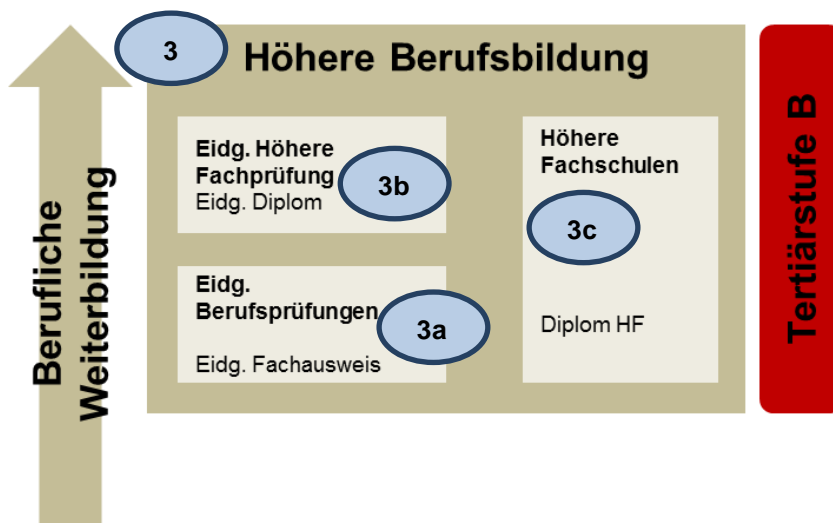 3
Höhere Berufsbildung
Eidg. Höhere
Fachprüfung
Eidg. Diplom
3b
Höhere
Fachschulen
3c
Diplom HF
Eidg.
Berufsprüfungen
3a
Eidg. Fachausweis
Berufliche
Weiterbildung
Tertiärstufe B